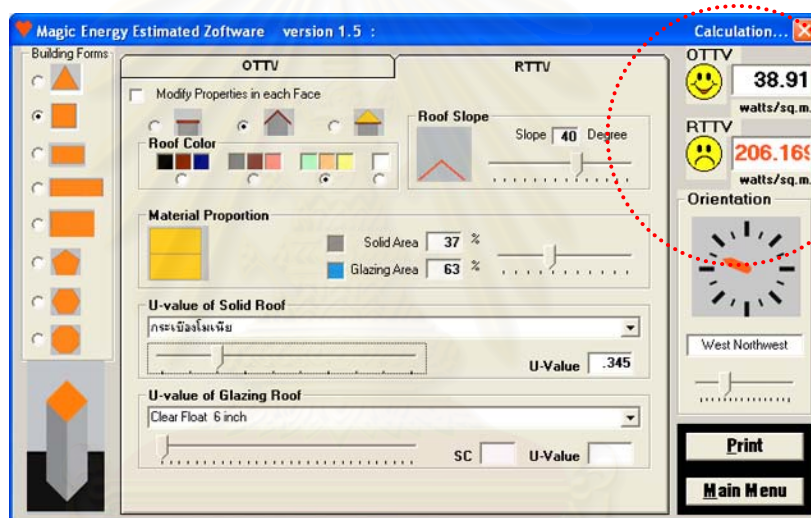 Magic Energy Estimated Zoftware version 1.5 :
Calculation...
Building Forms
OTTV
RTTV
Modify Properties in each Face
Roof Color
Roof Slope
Slope 40 Degree
Material Proportion
Solid Area 37 %
Glazing Area 63 %
U-value of Solid Roof
กระเบื้องโมเนีย
U-Value .345
U-value of Glazing Roof
Clear Float 6 inch
SC U-Value
OTTV
38.91
watts/sq.m.
RTTV
206.169
watts/sq.m.
Orientation
West Northwest
Print
Main Menu